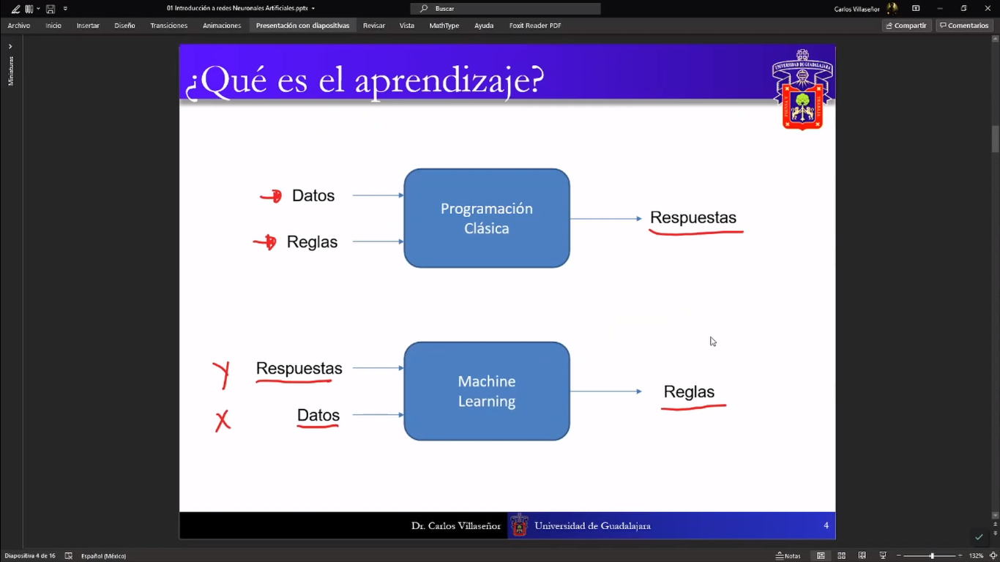 01 Introducción a redes Neuronales Artificiales.pptx
Buscar
Carlos Villaseñor
Archivo Inicio Insertar Diseño Transiciones Animaciones Presentación con diapositivas Revisar Vista MathType Ayuda Foxit Reader PDF Compartir Comentarios
Miniaturas
¿Qué es el aprendizaje?
Datos
Reglas
Programación
Clásica
Respuestas
Y Respuestas
X Datos
Machine
Learning
Reglas
Dr. Carlos Villaseñor Universidad de Guadalajara 4
Diapositiva 4 de 16 Español (México) Notas 132%